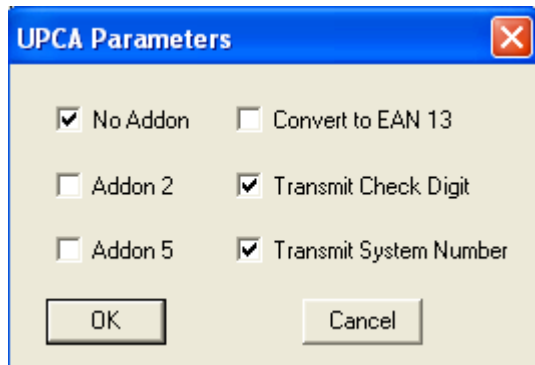 UPCA Parameters
No Addon Convert to EAN 13
Addon 2 Transmit Check Digit
Addon 5 Transmit System Number
OK Cancel